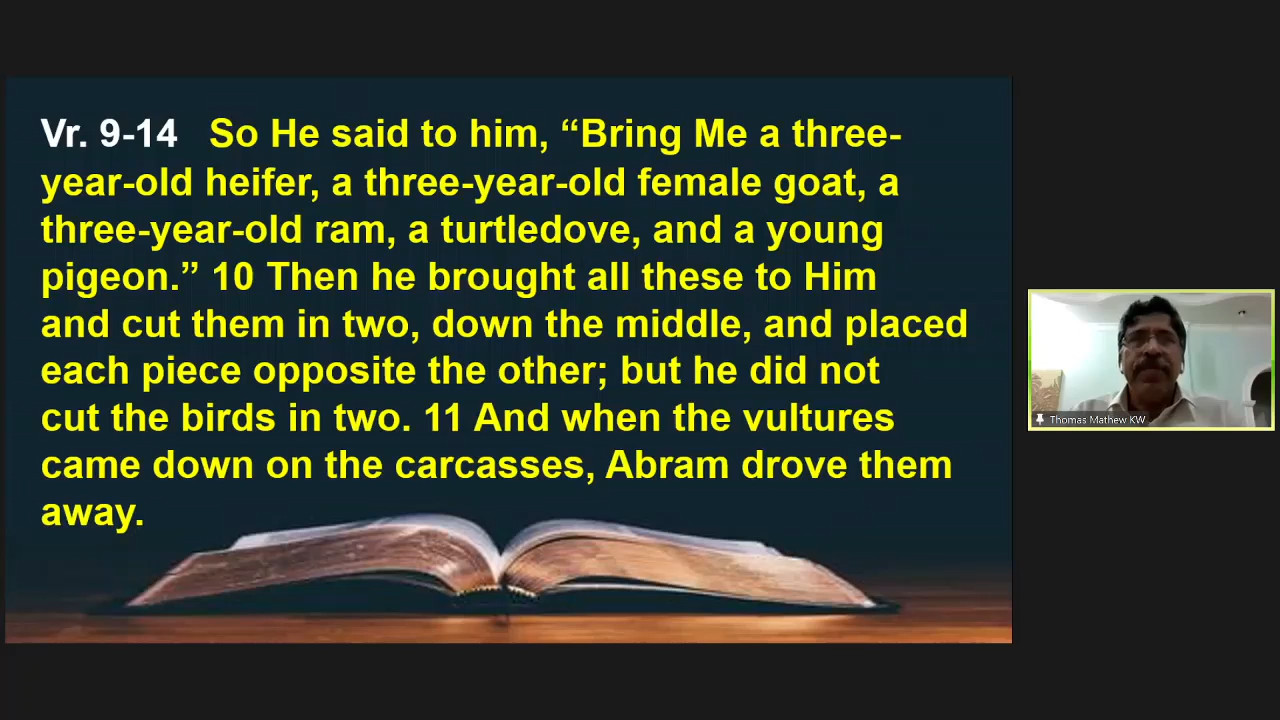 Vr. 9-14 So He said to him, “Bring Me a three-
year-old heifer, a three-year-old female goat, a
three-year-old ram, a turtledove, and a young
pigeon.” 10 Then he brought all these to Him
and cut them in two, down the middle, and placed
each piece opposite the other; but he did not
cut the birds in two. 11 And when the vultures
came down on the carcasses, Abram drove them
away.
Thomas Mathew KW